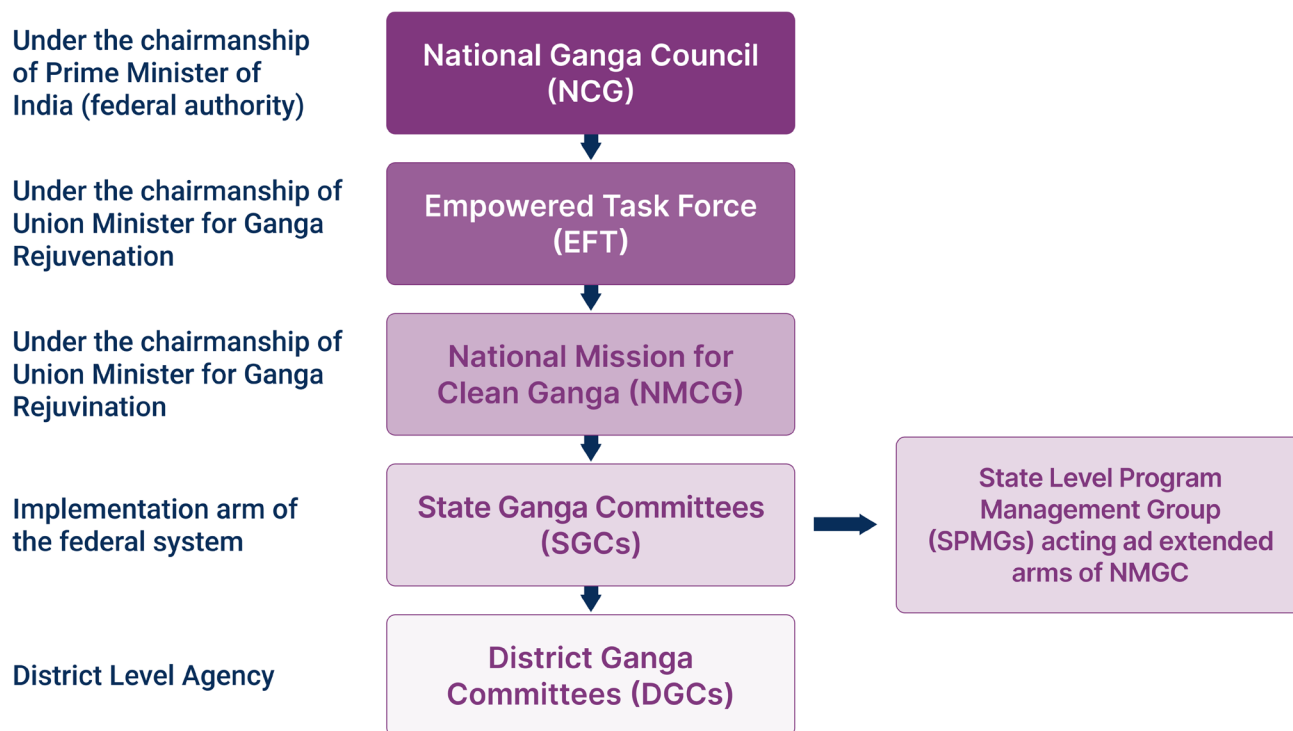 Under the chairmanship
of Prime Minister of
India (federal authority)
National Ganga Council
(NCG)
Under the chairmanship of
Union Minister for Ganga
Rejuvenation
Empowered Task Force
(EFT)
Under the chairmanship of
Union Minister for Ganga
Rejuvination
National Mission for
Clean Ganga (NMCG)
Implementation arm of
the federal system
State Ganga Committees
(SGCs)
State Level Program
Management Group
(SPMGs) acting ad extended
arms of NMGC
District Level Agency
District Ganga
Committees (DGCs)